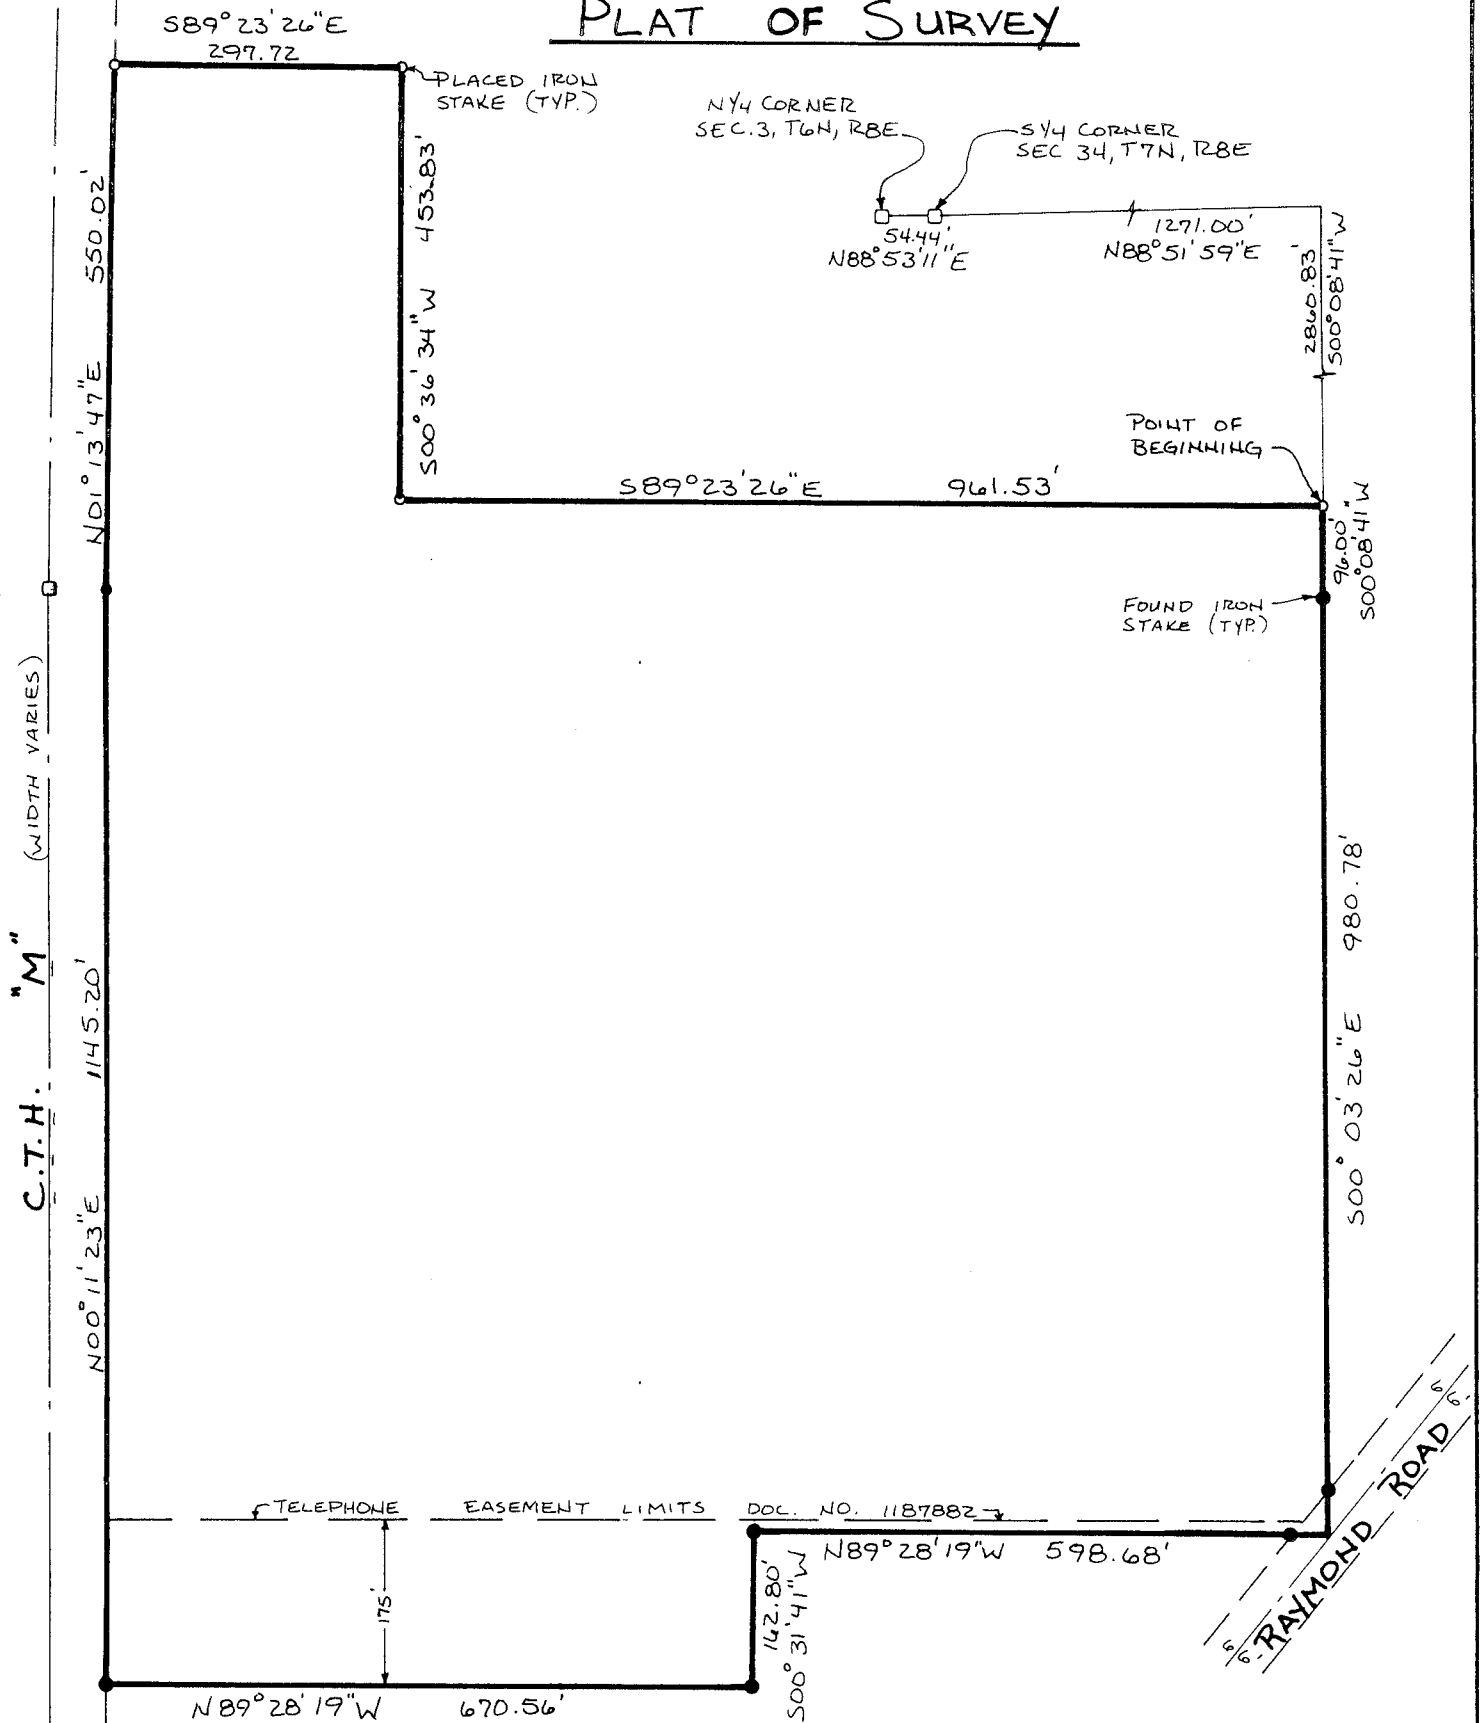 PLAT OF SURVEY
S89°23'26"E
297.72
PLACED IRON
STAKE (TYP.)
N1/4 CORNER
SEC.3, T6N, R8E
S1/4 CORNER
SEC 34, T7N, R8E
54.44'
N88°53'11"E
1271.00'
N88°51'59"E
2860.83'
S00°08'41"W
N01°13'47"E 550.02'
S00°36'34"W 453.83'
POINT OF
BEGINNING
S89°23'26"E 961.53'
96.00'
S00°08'41"W
FOUND IRON
STAKE (TYP.)
C.T.H. "M" (WIDTH VARIES)
N00°11'23"E 1145.20'
S00°03'26"E 980.78'
TELEPHONE EASEMENT LIMITS DOC. NO. 1187882
N89°28'19"W 598.68'
175'
162.80'
S00°31'41"W
N89°28'19"W 670.56'
RAYMOND ROAD